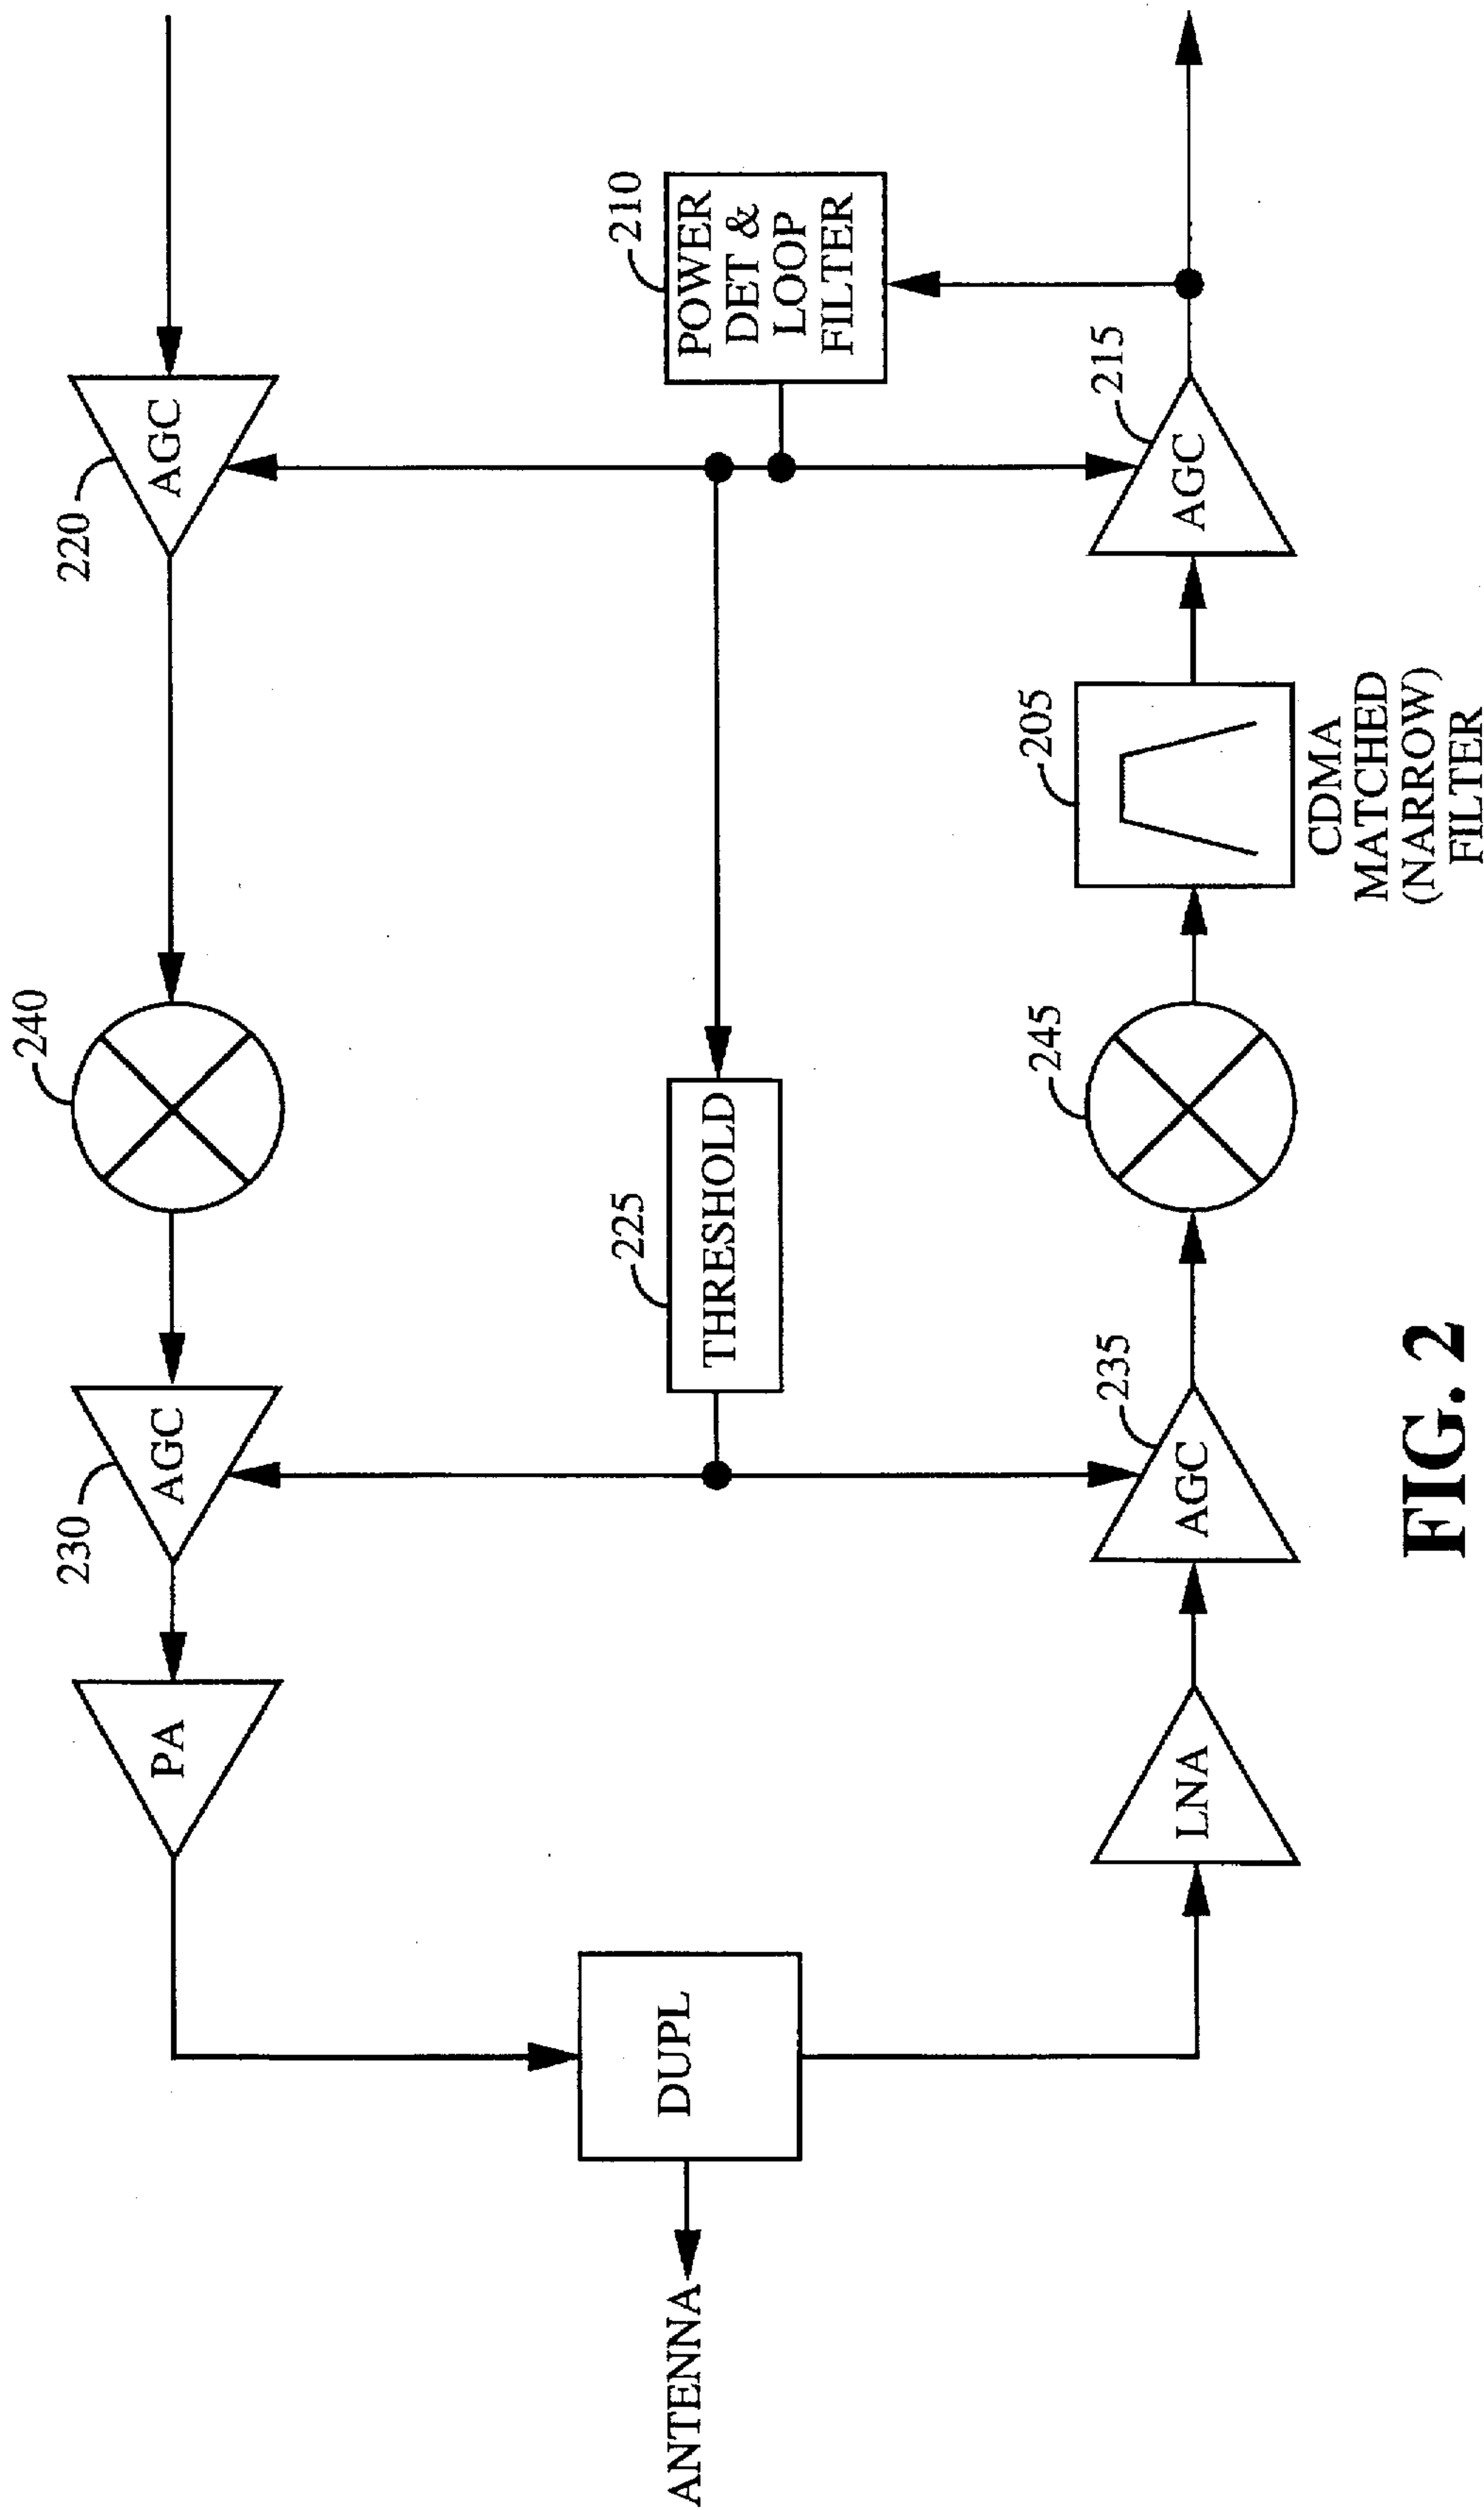 220
AGC
240
230
AGC
PA
210
POWER
DET &
LOOP
FILTER
225
THRESHOLD
DUPL
ANTENNA
LNA
235
AGC
245
205
CDMA
MATCHED
(NARROW)
FILTER
215
AGC
FIG. 2